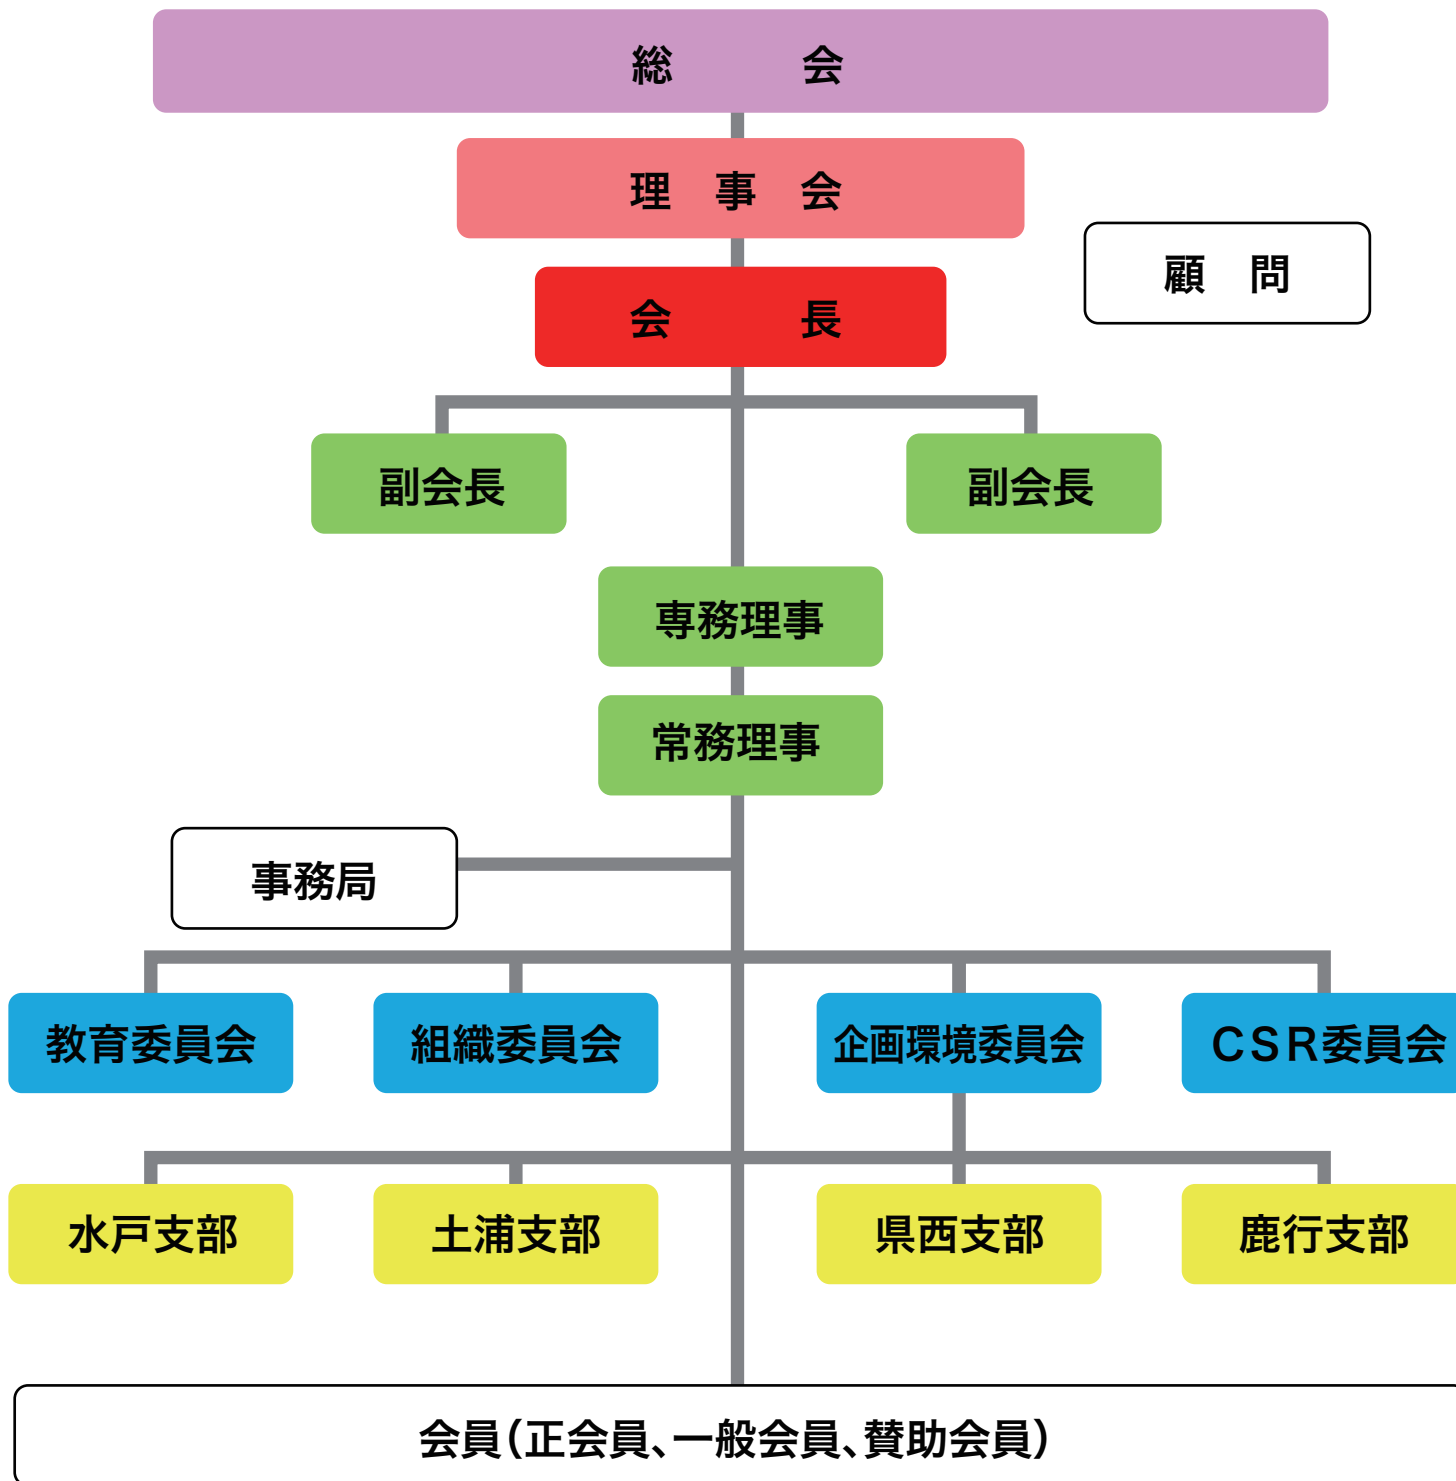 総　　　会
理　事　会
顧　問
会　　　長
副会長
副会長
専務理事
常務理事
事務局
教育委員会
組織委員会
企画環境委員会
ＣＳＲ委員会
水戸支部
土浦支部
県西支部
鹿行支部
会員（正会員、一般会員、賛助会員）